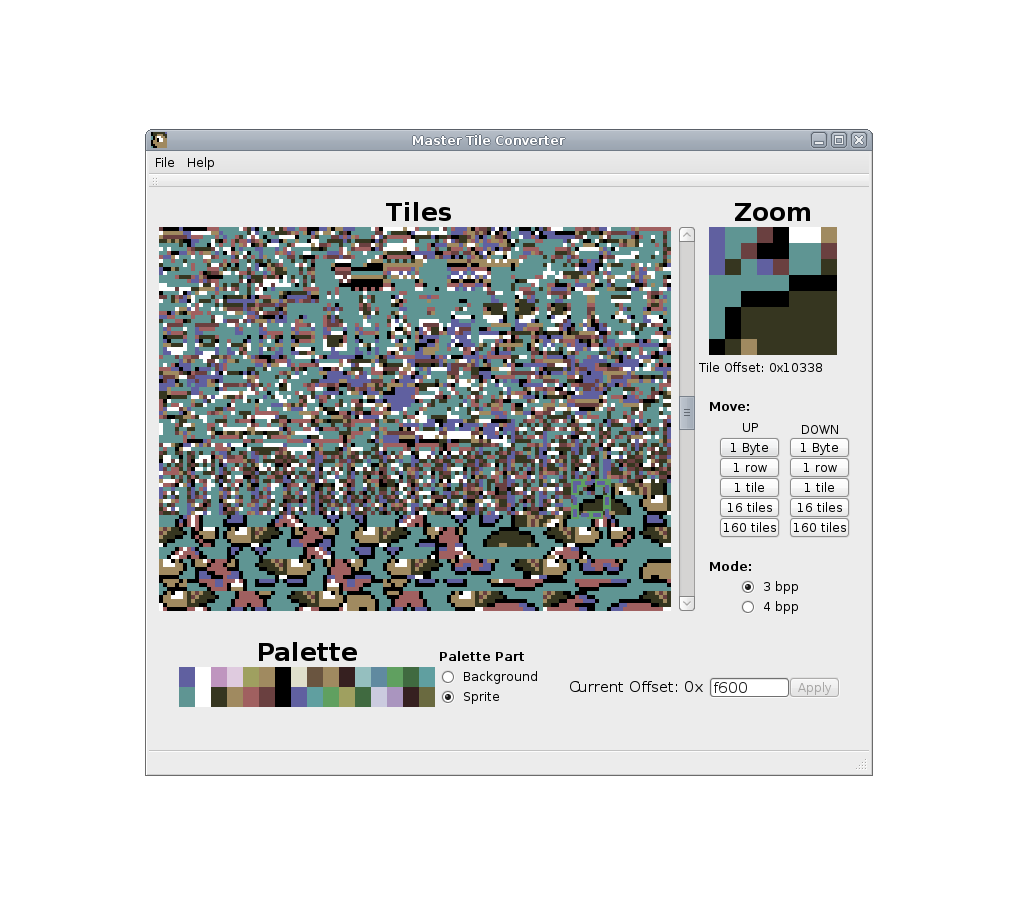 Master Tile Converter
File Help
Tiles
Zoom
Tile Offset: 0x10338
Move:
UP DOWN
1 Byte 1 Byte
1 row 1 row
1 tile 1 tile
16 tiles 16 tiles
160 tiles 160 tiles
Mode:
3 bpp
4 bpp
Palette
Palette Part
Background
Sprite
Current Offset: 0x f600 Apply